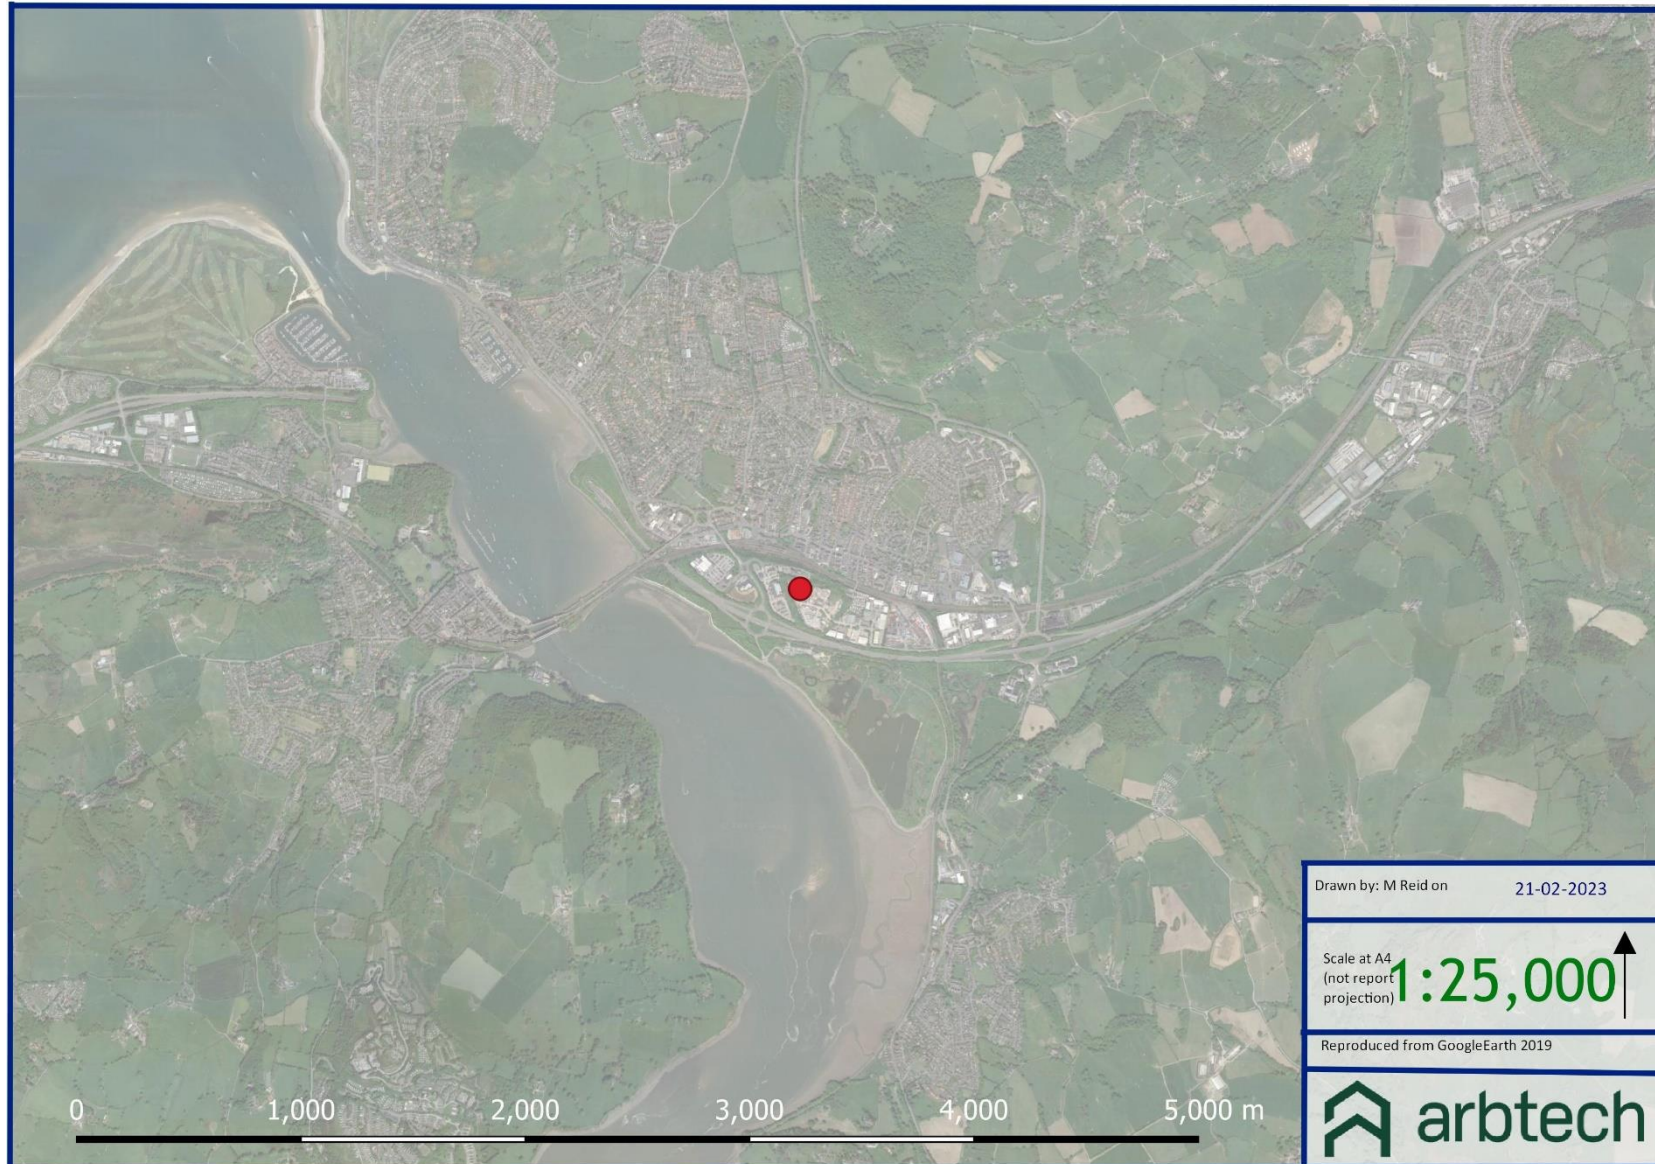 Drawn by: M Reid on 21-02-2023
Scale at A4
(not report
projection)
1:25,000
Reproduced from GoogleEarth 2019
arbtech
0 1,000 2,000 3,000 4,000 5,000 m